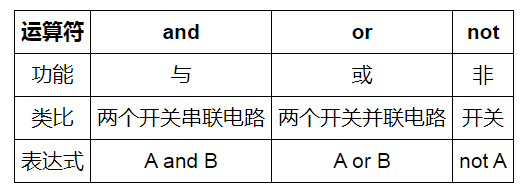 运算符 and or not
功能 与 或 非
类比 两个开关串联电路 两个开关并联电路 开关
表达式 A and B A or B not A